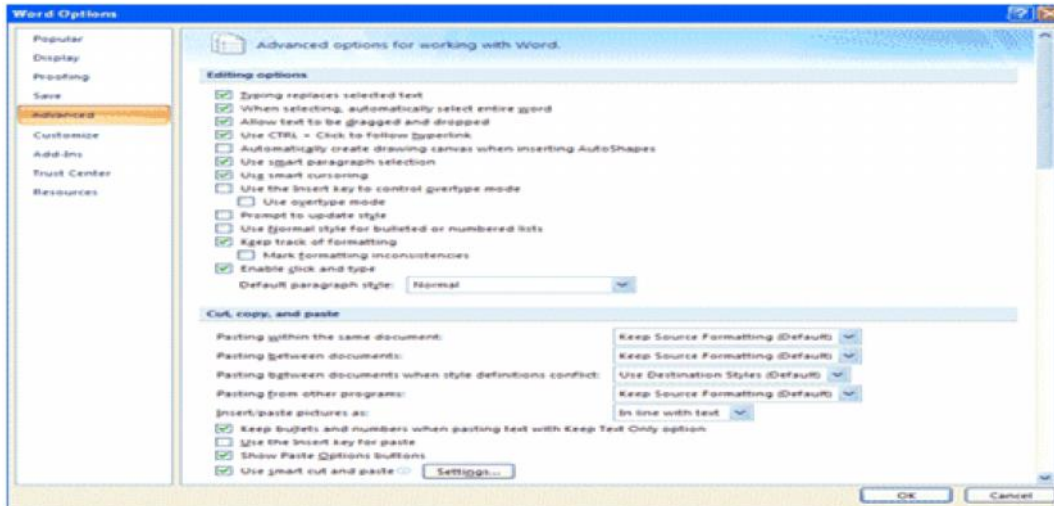 Word Options
Popular
Display
Proofing
Save
Advanced
Customize
Add-Ins
Trust Center
Resources
Advanced options for working with Word.
Editing options
Typing replaces selected text
When selecting, automatically select entire word
Allow text to be dragged and dropped
Use CTRL + Click to follow hyperlink
Automatically create drawing canvas when inserting AutoShapes
Use smart paragraph selection
Use smart cursoring
Use the Insert key to control overtype mode
Use overtype mode
Prompt to update style
Use Normal style for bulleted or numbered lists
Keep track of formatting
Mark formatting inconsistencies
Enable click and type
Default paragraph style: Normal
Cut, copy, and paste
Pasting within the same document: Keep Source Formatting (Default)
Pasting between documents: Keep Source Formatting (Default)
Pasting between documents when style definitions conflict: Use Destination Styles (Default)
Pasting from other programs: Keep Source Formatting (Default)
Insert/paste pictures as: In line with text
Keep bullets and numbers when pasting text with Keep Text Only option
Use the Insert key for paste
Show Paste Options buttons
Use smart cut and paste Settings...
OK Cancel